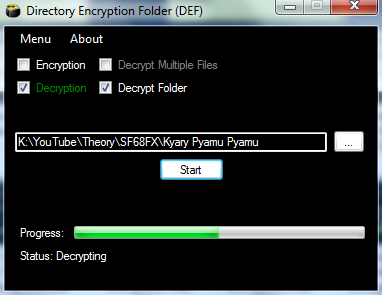 Directory Encryption Folder (DEF)
Menu About
Encryption Decrypt Multiple Files
Decryption Decrypt Folder
K:\YouTube\Theory\SF68FX\Kyary Pyamu Pyamu
...
Start
Progress:
Status: Decrypting